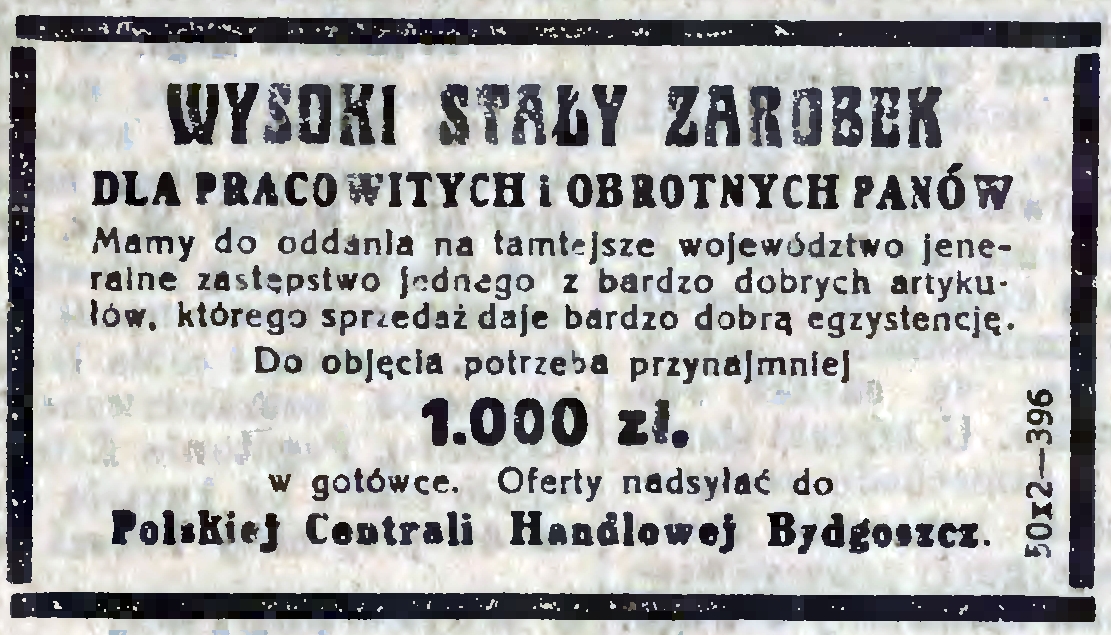 WYSOKI STAŁY ZAROBEK
DLA PRACOWITYCH i OBROTNYCH PANÓW
Mamy do oddania na tamtejsze województwo jene-
ralne zastępstwo jednego z bardzo dobrych artyku-
łów, którego sprzedaż daje bardzo dobrą egzystencję.
Do objęcia potrzeba przynajmniej
1.000 zł.
w gotówce. Oferty nadsyłać do
Polskiej Centrali Handlowej Bydgoszcz.
50x2—396